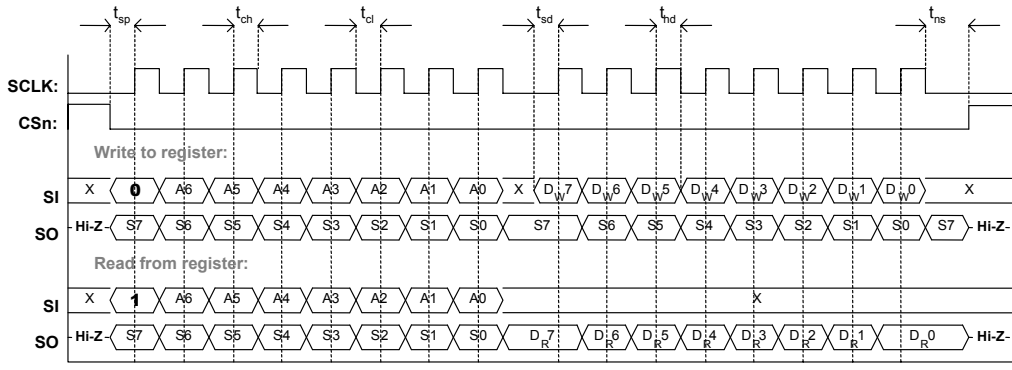 tsp tch tcl tsd thd tns
SCLK:
CSn:
Write to register:
SI X 0 A6 A5 A4 A3 A2 A1 A0 X DW7 DW6 DW5 DW4 DW3 DW2 DW1 DW0 X
SO Hi-Z S7 S6 S5 S4 S3 S2 S1 S0 S7 S6 S5 S4 S3 S2 S1 S0 S7 Hi-Z
Read from register:
SI X 1 A6 A5 A4 A3 A2 A1 A0 X
SO Hi-Z S7 S6 S5 S4 S3 S2 S1 S0 DR7 DR6 DR5 DR4 DR3 DR2 DR1 DR0 Hi-Z